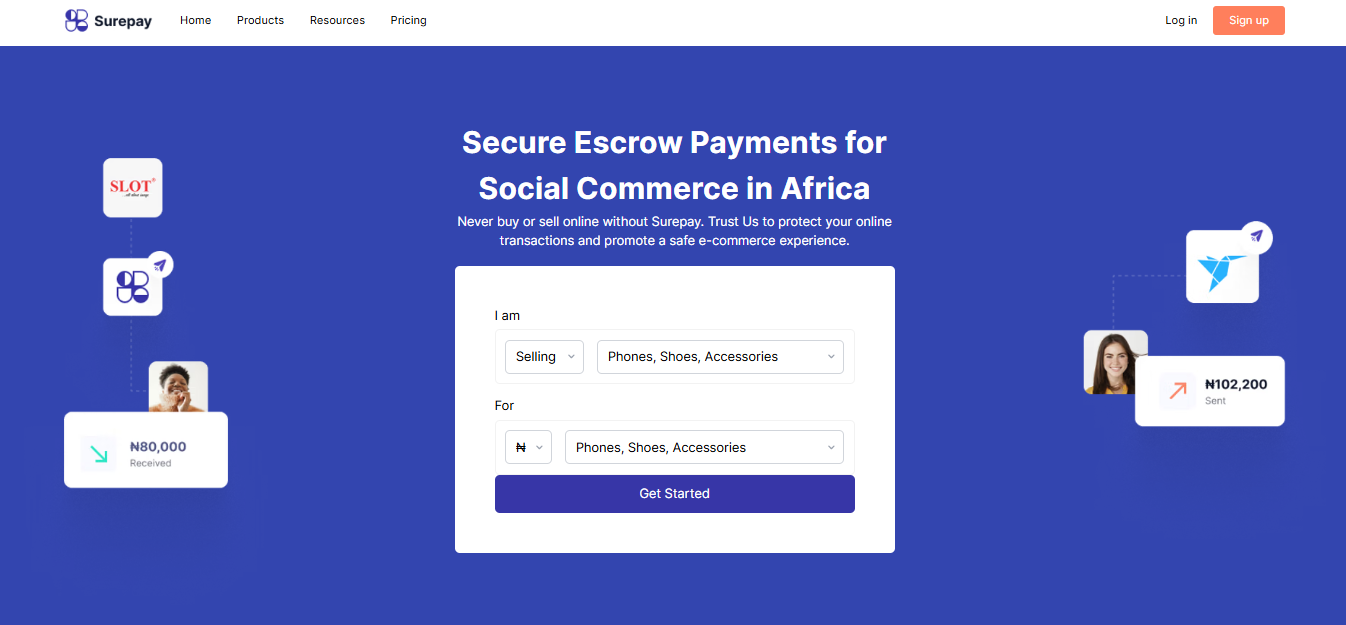 Surepay
Home
Products
Resources
Pricing
Log in
Sign up
Secure Escrow Payments for
Social Commerce in Africa
Never buy or sell online without Surepay. Trust Us to protect your online
transactions and promote a safe e-commerce experience.
I am
Selling
Phones, Shoes, Accessories
For
₦
Phones, Shoes, Accessories
Get Started
SLOT
₦80,000
Received
₦102,200
Sent